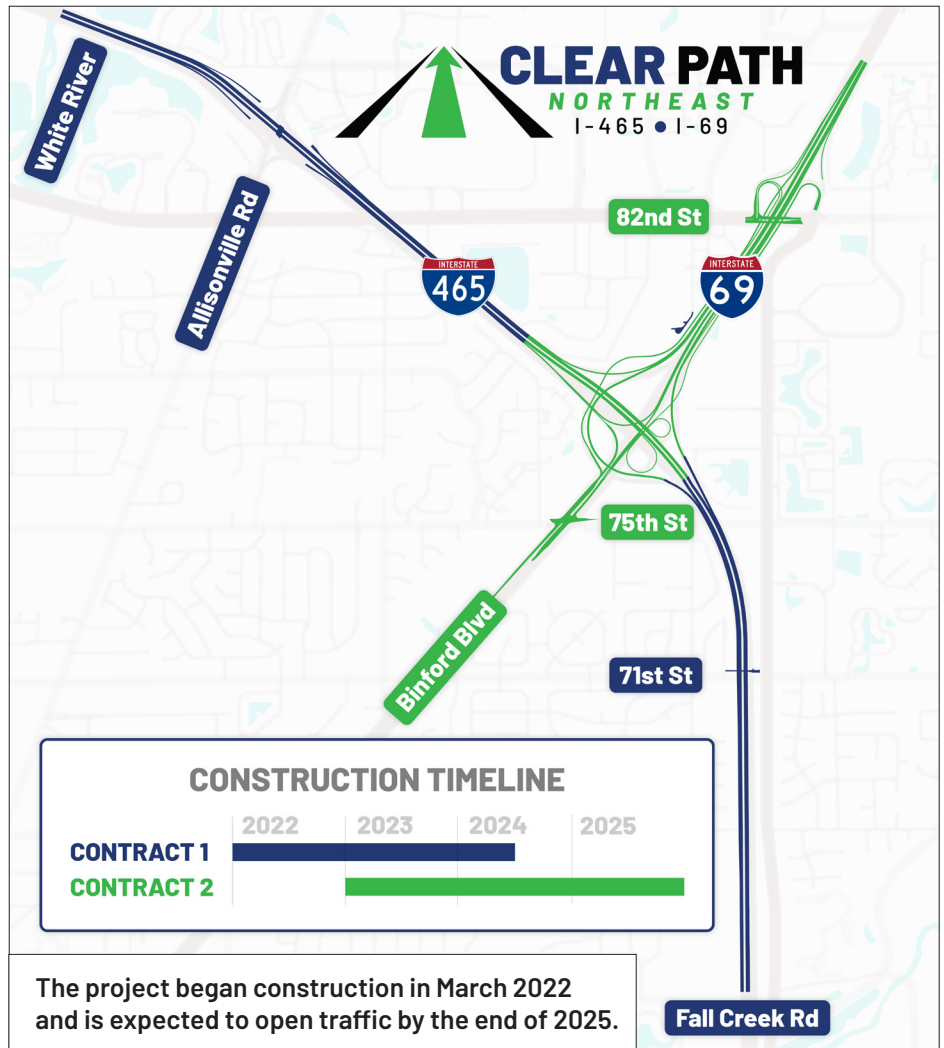 CLEAR PATH
NORTHEAST
I-465 • I-69
White River
Allisonville Rd
82nd St
INTERSTATE
465
INTERSTATE
69
75th St
Binford Blvd
71st St
CONSTRUCTION TIMELINE
2022 2023 2024 2025
CONTRACT 1
CONTRACT 2
The project began construction in March 2022
and is expected to open traffic by the end of 2025.
Fall Creek Rd